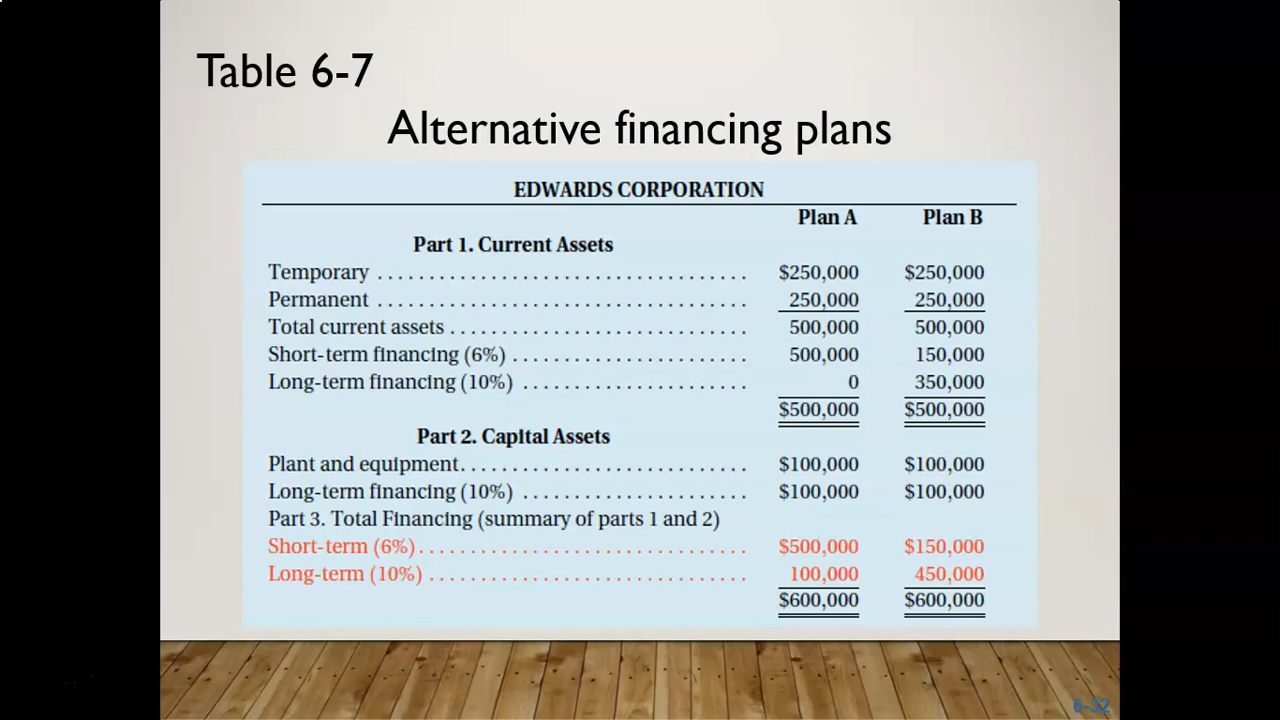 Table 6-7
Alternative financing plans
EDWARDS CORPORATION
Plan A Plan B
Part 1. Current Assets
Temporary . . . . . . . . . . . . . . . . . . . . . . . . . . . . . . . . . . . . $250,000 $250,000
Permanent . . . . . . . . . . . . . . . . . . . . . . . . . . . . . . . . . . . . 250,000 250,000
Total current assets . . . . . . . . . . . . . . . . . . . . . . . . . . . . . 500,000 500,000
Short-term financing (6%) . . . . . . . . . . . . . . . . . . . . . . . 500,000 150,000
Long-term financing (10%) . . . . . . . . . . . . . . . . . . . . . . 0 350,000
$500,000 $500,000
Part 2. Capital Assets
Plant and equipment. . . . . . . . . . . . . . . . . . . . . . . . . . . . $100,000 $100,000
Long-term financing (10%) . . . . . . . . . . . . . . . . . . . . . . $100,000 $100,000
Part 3. Total Financing (summary of parts 1 and 2)
Short-term (6%) . . . . . . . . . . . . . . . . . . . . . . . . . . . . . . . . $500,000 $150,000
Long-term (10%) . . . . . . . . . . . . . . . . . . . . . . . . . . . . . . . 100,000 450,000
$600,000 $600,000
6-32